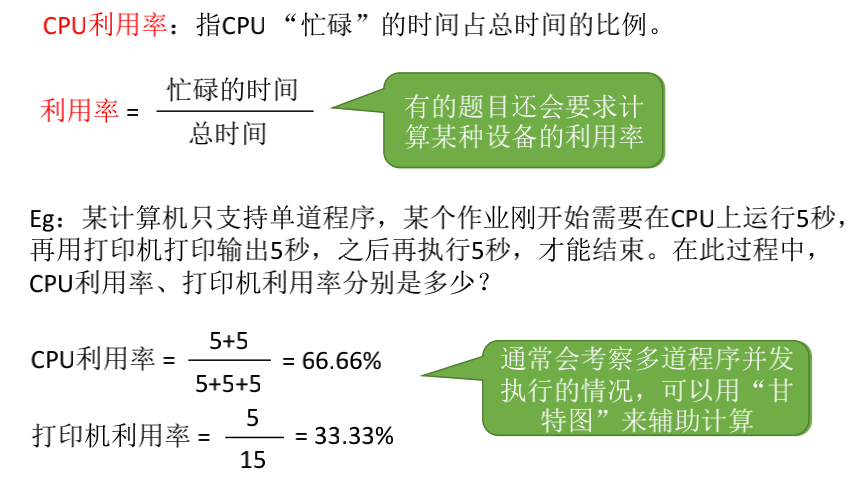 CPU利用率：指CPU“忙碌”的时间占总时间的比例。
利用率 =
忙碌的时间
总时间
有的题目还会要求计
算某种设备的利用率
Eg：某计算机只支持单道程序，某个作业刚开始需要在CPU上运行5秒，
再用打印机打印输出5秒，之后再执行5秒，才能结束。在此过程中，
CPU利用率、打印机利用率分别是多少？
CPU利用率 =
5+5
5+5+5
= 66.66%
通常会考察多道程序并发
执行的情况，可以用“甘
特图”来辅助计算
打印机利用率 =
5
15
= 33.33%